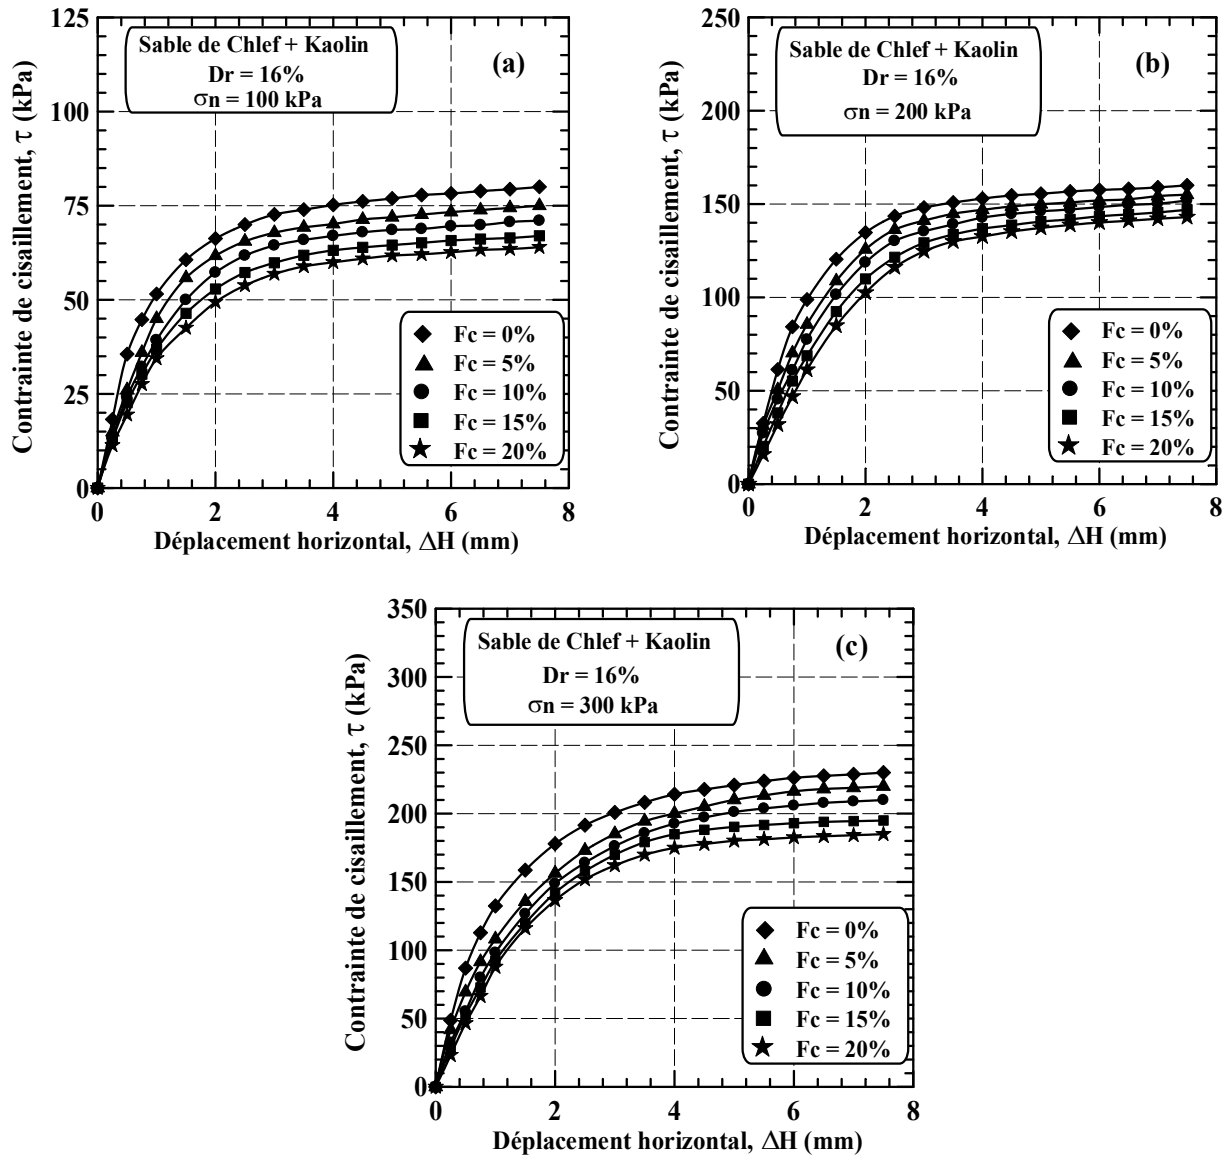 125
100
75
50
25
0
0 2 4 6 8
Contrainte de cisaillement, τ (kPa)
Déplacement horizontal, ΔH (mm)
Sable de Chlef + Kaolin
Dr = 16%
σn = 100 kPa
(a)
Fc = 0%
Fc = 5%
Fc = 10%
Fc = 15%
Fc = 20%
250
200
150
100
50
0
0 2 4 6 8
Contrainte de cisaillement, τ (kPa)
Déplacement horizontal, ΔH (mm)
Sable de Chlef + Kaolin
Dr = 16%
σn = 200 kPa
(b)
Fc = 0%
Fc = 5%
Fc = 10%
Fc = 15%
Fc = 20%
350
300
250
200
150
100
50
0
0 2 4 6 8
Contrainte de cisaillement, τ (kPa)
Déplacement horizontal, ΔH (mm)
Sable de Chlef + Kaolin
Dr = 16%
σn = 300 kPa
(c)
Fc = 0%
Fc = 5%
Fc = 10%
Fc = 15%
Fc = 20%